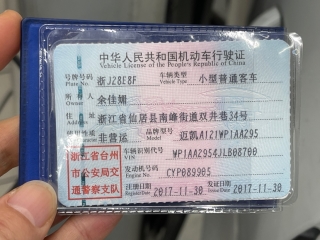 中华人民共和国机动车行驶证
Vehicle License of the People's Republic of China
号牌号码 浙J28E8F 车辆类型 小型普通客车
Plate No. Vehicle Type
所有人 余佳媚
Owner
住址 浙江省仙居县南峰街道双井巷34号
Address
使用性质 非营运 品牌型号 迈凯A121WP1AA295
浙江省台州 车辆识别代号 WP1AA2954JLB08700
VIN
市公安局交 发动机号码 CYP089905
Engine No.
通警察支队 注册日期 2017-11-30 发证日期 2017-11-30
Register Date Issue Date